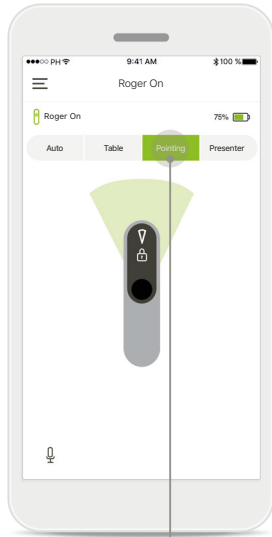 PH 9:41 AM 100 %
Roger On
Roger On 75%
Auto Table Pointing Presenter